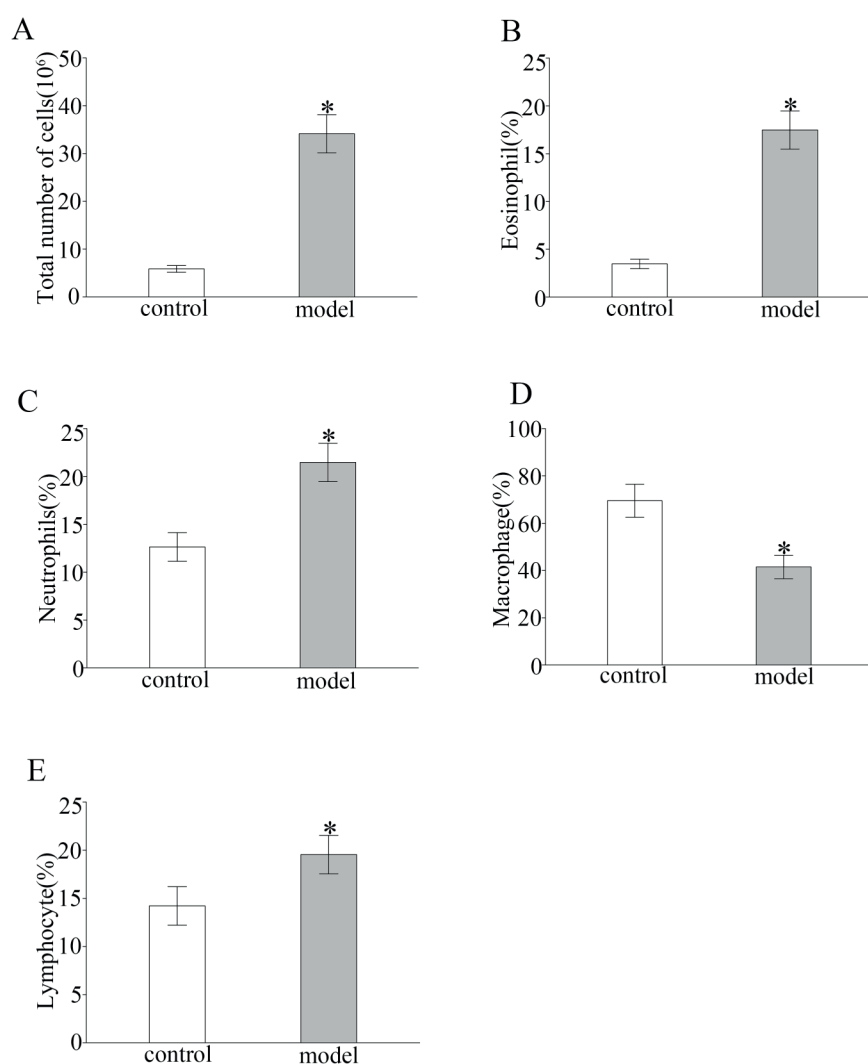 A
Total number of cells(10⁶)
50
40
30
20
10
0
*
control
model
B
Eosinophil(%)
25
20
15
10
5
0
*
control
model
C
Neutrophils(%)
25
20
15
10
5
0
*
control
model
D
Macrophage(%)
100
80
60
40
20
0
*
control
model
E
Lymphocyte(%)
25
20
15
10
5
0
*
control
model